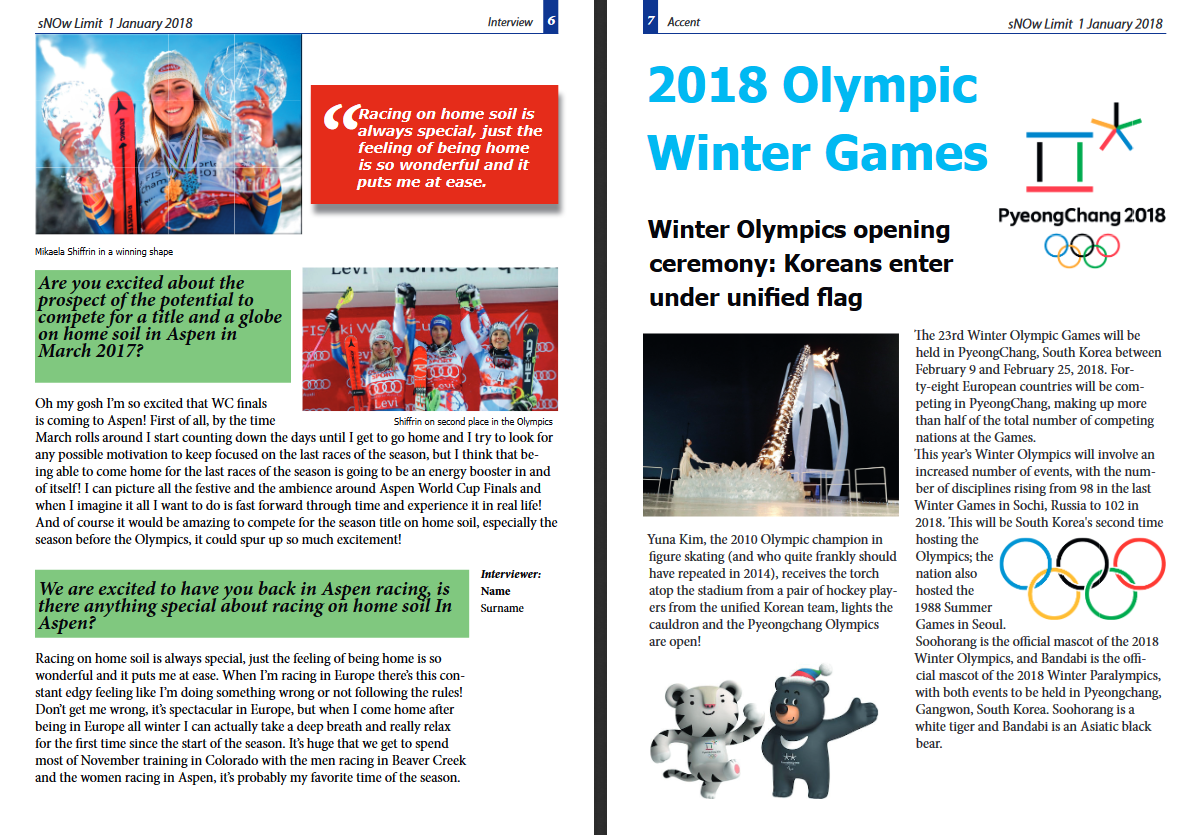 sNOw Limit 1 January 2018
Interview 6
Racing on home soil is
always special, just the
feeling of being home
is so wonderful and it
puts me at ease.
Mikaela Shiffrin in a winning shape
Are you excited about the
prospect of the potential to
compete for a title and a globe
on home soil in Aspen in
March 2017?
Levi
Shiffrin on second place in the Olympics
Oh my gosh I'm so excited that WC finals
is coming to Aspen! First of all, by the time
March rolls around I start counting down the days until I get to go home and I try to look for
any possible motivation to keep focused on the last races of the season, but I think that be-
ing able to come home for the last races of the season is going to be an energy booster in and
of itself! I can picture all the festive and the ambience around Aspen World Cup Finals and
when I imagine it all I want to do is fast forward through time and experience it in real life!
And of course it would be amazing to compete for the season title on home soil, especially the
season before the Olympics, it could spur up so much excitement!
We are excited to have you back in Aspen racing, is
there anything special about racing on home soil In
Aspen?
Interviewer:
Name
Surname
Racing on home soil is always special, just the feeling of being home is so
wonderful and it puts me at ease. When I'm racing in Europe there's this con-
stant edgy feeling like I'm doing something wrong or not following the rules!
Don't get me wrong, it's spectacular in Europe, but when I come home after
being in Europe all winter I can actually take a deep breath and really relax
for the first time since the start of the season. It's huge that we get to spend
most of November training in Colorado with the men racing in Beaver Creek
and the women racing in Aspen, it's probably my favorite time of the season.
7 Accent
sNOw Limit 1 January 2018
2018 Olympic
Winter Games
PyeongChang 2018
Winter Olympics opening
ceremony: Koreans enter
under unified flag
Yuna Kim, the 2010 Olympic champion in
figure skating (and who quite frankly should
have repeated in 2014), receives the torch
atop the stadium from a pair of hockey play-
ers from the unified Korean team, lights the
cauldron and the Pyeongchang Olympics
are open!
The 23rd Winter Olympic Games will be
held in PyeongChang, South Korea between
February 9 and February 25, 2018. For-
ty-eight European countries will be com-
peting in PyeongChang, making up more
than half of the total number of competing
nations at the Games.
This year's Winter Olympics will involve an
increased number of events, with the num-
ber of disciplines rising from 98 in the last
Winter Games in Sochi, Russia to 102 in
2018. This will be South Korea's second time
hosting the
Olympics; the
nation also
hosted the
1988 Summer
Games in Seoul.
Soohorang is the official mascot of the 2018
Winter Olympics, and Bandabi is the offi-
cial mascot of the 2018 Winter Paralympics,
with both events to be held in Pyeongchang,
Gangwon, South Korea. Soohorang is a
white tiger and Bandabi is an Asiatic black
bear.